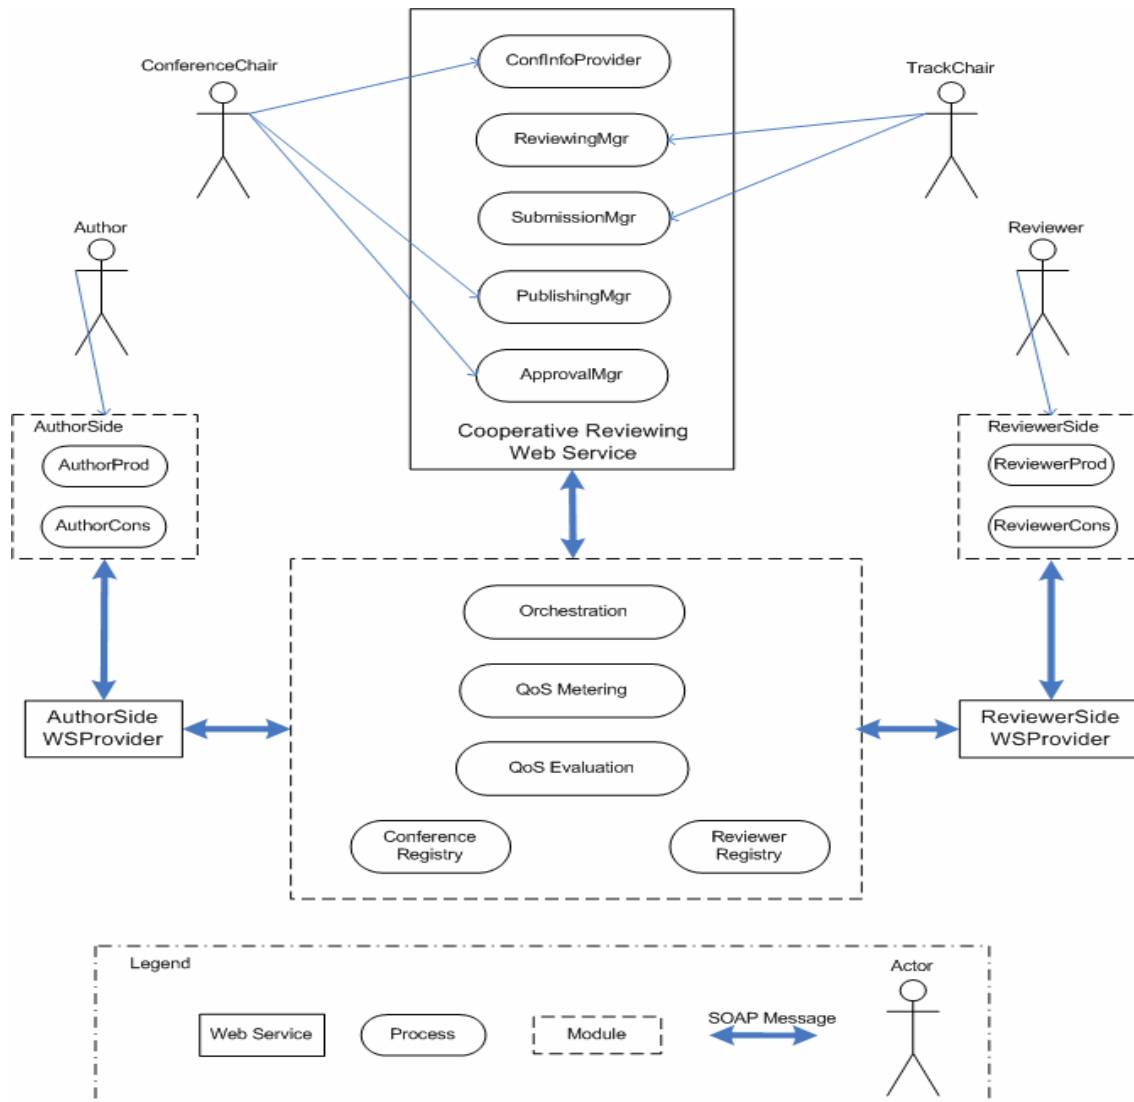 ConfInfoProvider
ConferenceChair
TrackChair
ReviewingMgr
SubmissionMgr
Author
Reviewer
PublishingMgr
ApprovalMgr
Cooperative Reviewing
Web Service
AuthorSide
AuthorProd
AuthorCons
ReviewerSide
ReviewerProd
ReviewerCons
Orchestration
QoS Metering
AuthorSide
WSProvider
ReviewerSide
WSProvider
QoS Evaluation
Conference
Registry
Reviewer
Registry
Legend
Actor
Web Service
Process
Module
SOAP Message